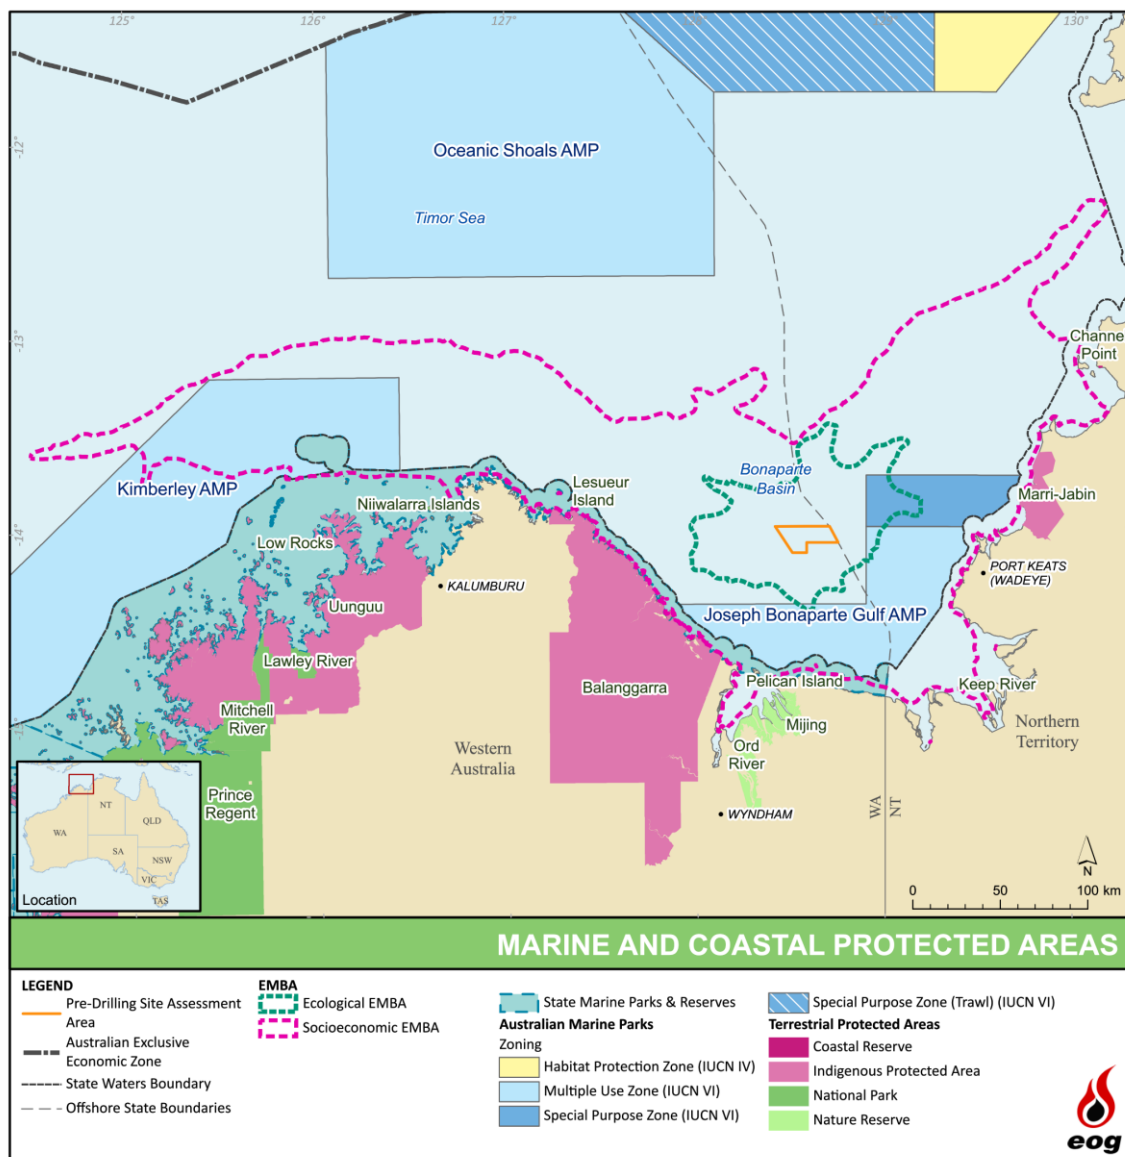 125°
126°
127°
128°
129°
130°
-12°
Oceanic Shoals AMP
Timor Sea
-13°
Channel
Point
Kimberley AMP
Bonaparte
Basin
Lesueur
Island
Niiwalarra Islands
Marri-Jabin
-14°
Low Rocks
PORT KEATS
(WADEYE)
KALUMBURU
Uunguu
Joseph Bonaparte Gulf AMP
Lawley River
Balanggarra
Pelican Island
Keep River
Mitchell
River
Mijing
-15°
Northern
Territory
Western
Australia
Ord
River
Prince
Regent
WA
NT
WYNDHAM
WA
NT
QLD
SA
NSW
VIC
TAS
Location
N
0 50 100 km
MARINE AND COASTAL PROTECTED AREAS
LEGEND
Pre-Drilling Site Assessment
Area
Australian Exclusive
Economic Zone
State Waters Boundary
Offshore State Boundaries
EMBA
Ecological EMBA
Socioeconomic EMBA
State Marine Parks & Reserves
Australian Marine Parks
Zoning
Habitat Protection Zone (IUCN IV)
Multiple Use Zone (IUCN VI)
Special Purpose Zone (IUCN VI)
Special Purpose Zone (Trawl) (IUCN VI)
Terrestrial Protected Areas
Coastal Reserve
Indigenous Protected Area
National Park
Nature Reserve
eog